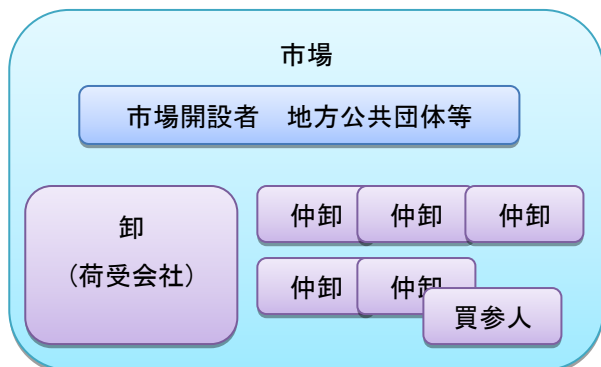 市場
市場開設者　地方公共団体等
卸
（荷受会社）
仲卸
仲卸
仲卸
仲卸
仲卸
買参人